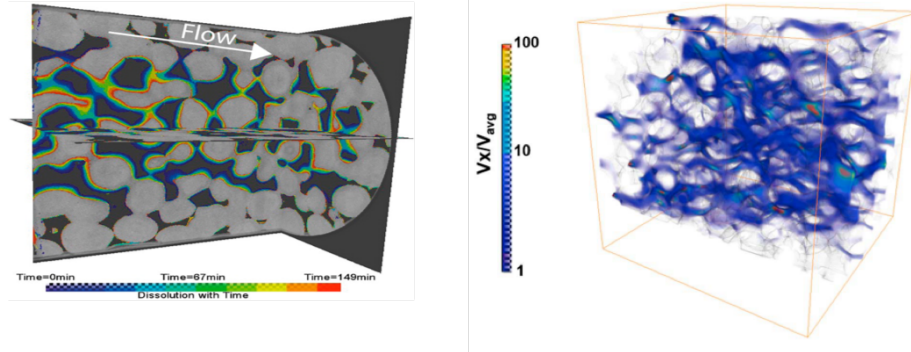 Flow
Time=0min Time=67min Time=149min
Dissolution with Time
100
10
1
Vx/Vavg